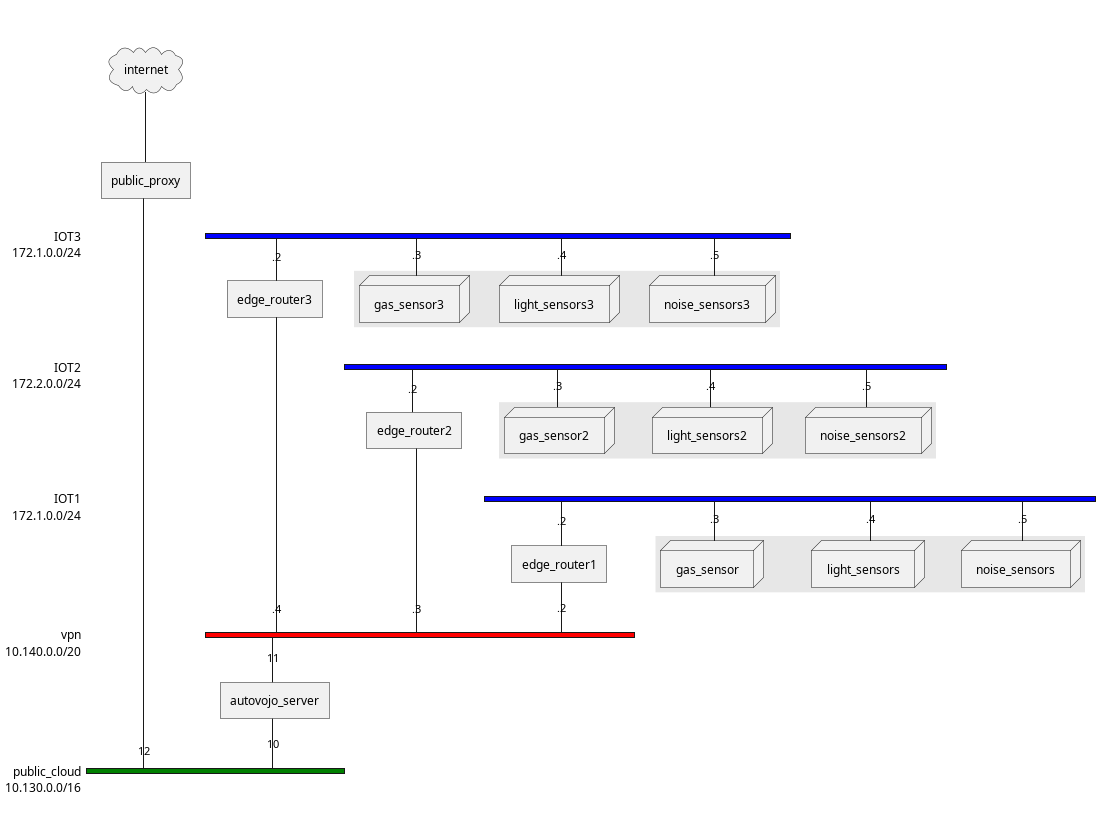 internet
public_proxy
IOT3
172.1.0.0/24
.2
.3
.4
.5
edge_router3
gas_sensor3
light_sensors3
noise_sensors3
IOT2
172.2.0.0/24
.2
.3
.4
.5
edge_router2
gas_sensor2
light_sensors2
noise_sensors2
IOT1
172.1.0.0/24
.2
.3
.4
.5
edge_router1
gas_sensor
light_sensors
noise_sensors
.4
.3
.2
vpn
10.140.0.0/20
11
autovojo_server
12
10
public_cloud
10.130.0.0/16